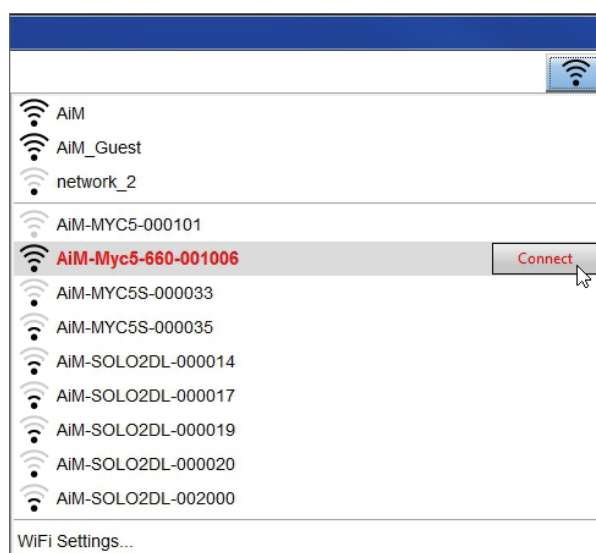 AiM
AiM_Guest
network_2
AiM-MYC5-000101
AiM-Myc5-660-001006 Connect
AiM-MYC5S-000033
AiM-MYC5S-000035
AiM-SOLO2DL-000014
AiM-SOLO2DL-000017
AiM-SOLO2DL-000019
AiM-SOLO2DL-000020
AiM-SOLO2DL-002000
WiFi Settings...